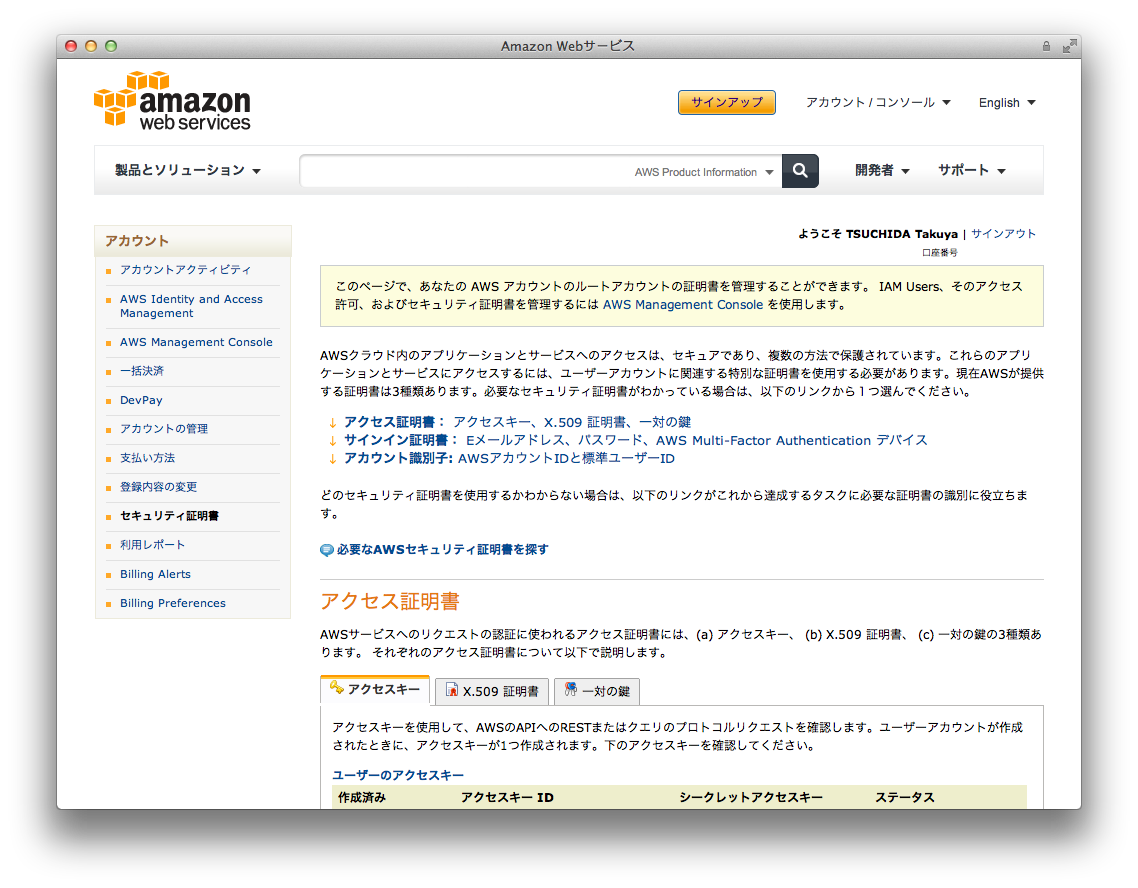 Amazon Webサービス
amazon
web services
サインアップ
アカウント / コンソール
English
製品とソリューション
AWS Product Information
開発者
サポート
アカウント
アカウントアクティビティ
AWS Identity and Access
Management
AWS Management Console
一括決済
DevPay
アカウントの管理
支払い方法
登録内容の変更
セキュリティ証明書
利用レポート
Billing Alerts
Billing Preferences
ようこそ TSUCHIDA Takuya | サインアウト
口座番号
このページで、あなたの AWS アカウントのルートアカウントの証明書を管理することができます。 IAM Users、そのアクセス
許可、およびセキュリティ証明書を管理するには AWS Management Console を使用します。
AWSクラウド内のアプリケーションとサービスへのアクセスは、セキュアであり、複数の方法で保護されています。これらのアプリ
ケーションとサービスにアクセスするには、ユーザーアカウントに関連する特別な証明書を使用する必要があります。現在AWSが提供
する証明書は3種類あります。必要なセキュリティ証明書がわかっている場合は、以下のリンクから１つ選んでください。
↓ アクセス証明書： アクセスキー、X.509 証明書、一対の鍵
↓ サインイン証明書： Eメールアドレス、パスワード、AWS Multi-Factor Authentication デバイス
↓ アカウント識別子: AWSアカウントIDと標準ユーザーID
どのセキュリティ証明書を使用するかわからない場合は、以下のリンクがこれから達成するタスクに必要な証明書の識別に役立ちま
す。
必要なAWSセキュリティ証明書を探す
アクセス証明書
AWSサービスへのリクエストの認証に使われるアクセス証明書には、(a) アクセスキー、 (b) X.509 証明書、 (c) 一対の鍵の3種類あ
ります。 それぞれのアクセス証明書について以下で説明します。
アクセスキー
X.509 証明書
一対の鍵
アクセスキーを使用して、AWSのAPIへのRESTまたはクエリのプロトコルリクエストを確認します。ユーザーアカウントが作成
されたときに、アクセスキーが1つ作成されます。下のアクセスキーを確認してください。
ユーザーのアクセスキー
作成済み アクセスキー ID シークレットアクセスキー ステータス